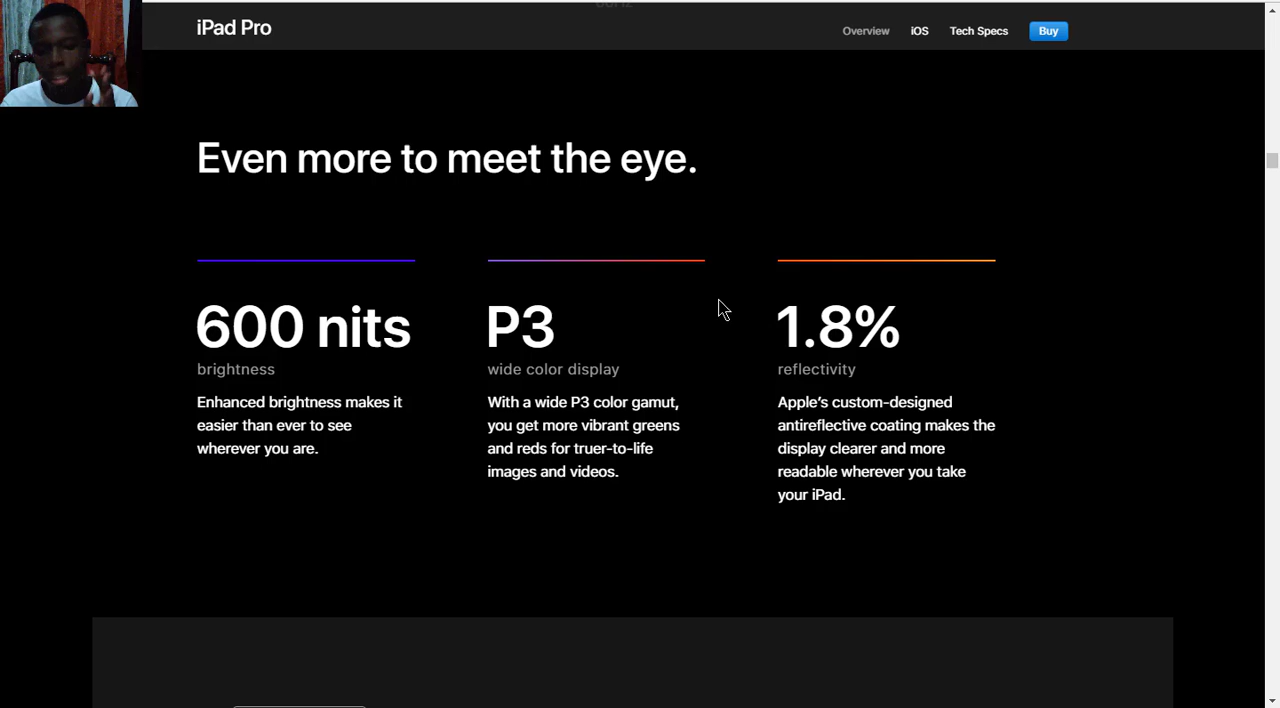 iPad Pro
Overview iOS Tech Specs Buy
Even more to meet the eye.
600 nits
brightness
Enhanced brightness makes it
easier than ever to see
wherever you are.
P3
wide color display
With a wide P3 color gamut,
you get more vibrant greens
and reds for truer-to-life
images and videos.
1.8%
reflectivity
Apple’s custom-designed
antireflective coating makes the
display clearer and more
readable wherever you take
your iPad.